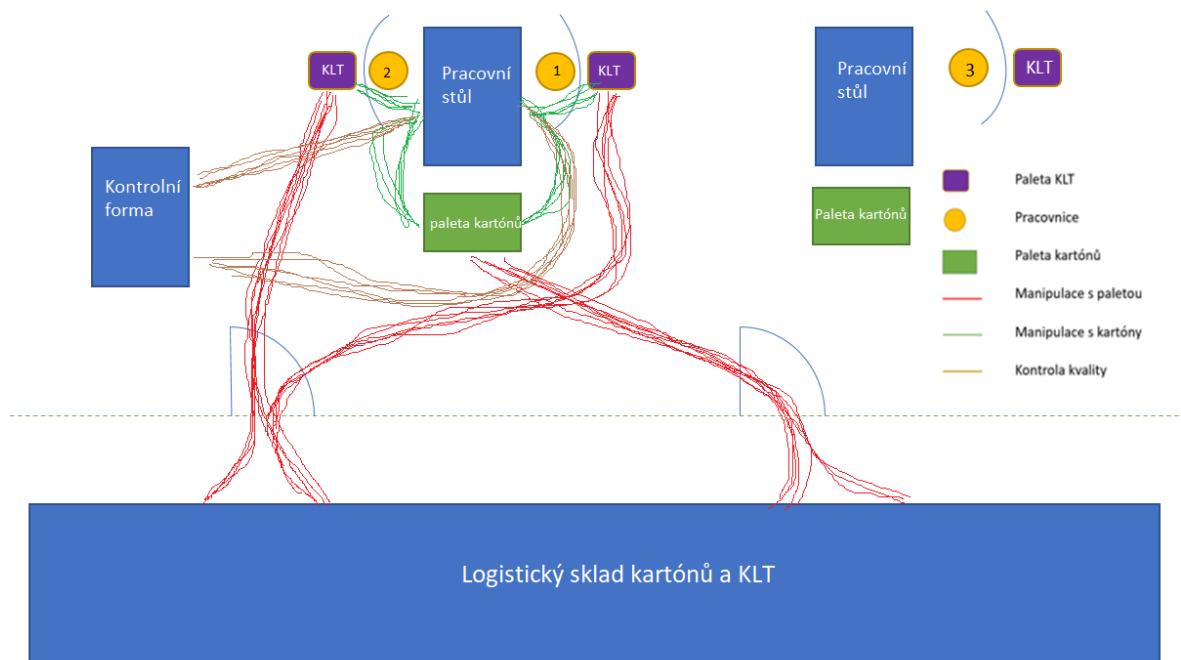 KLT
2
Pracovní
stůl
1
KLT
Pracovní
stůl
3
KLT
Kontrolní
forma
paleta kartónů
Paleta kartónů
Paleta KLT
Pracovnice
Paleta kartónů
Manipulace s paletou
Manipulace s kartóny
Kontrola kvality
Logistický sklad kartónů a KLT